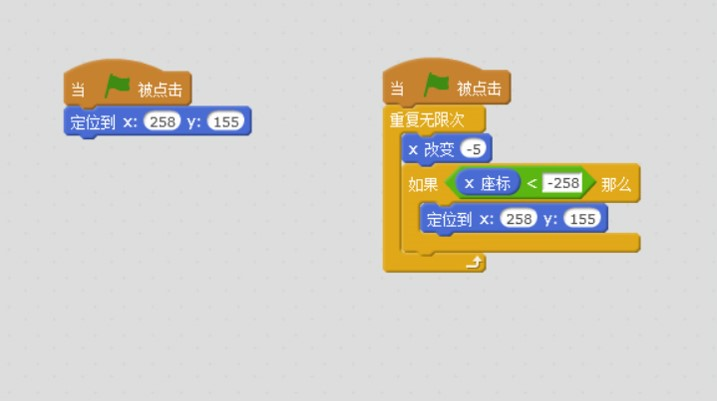 当 被点击
定位到 x: 258 y: 155
当 被点击
重复无限次
x 改变 -5
如果 x 座标 < -258 那么
定位到 x: 258 y: 155